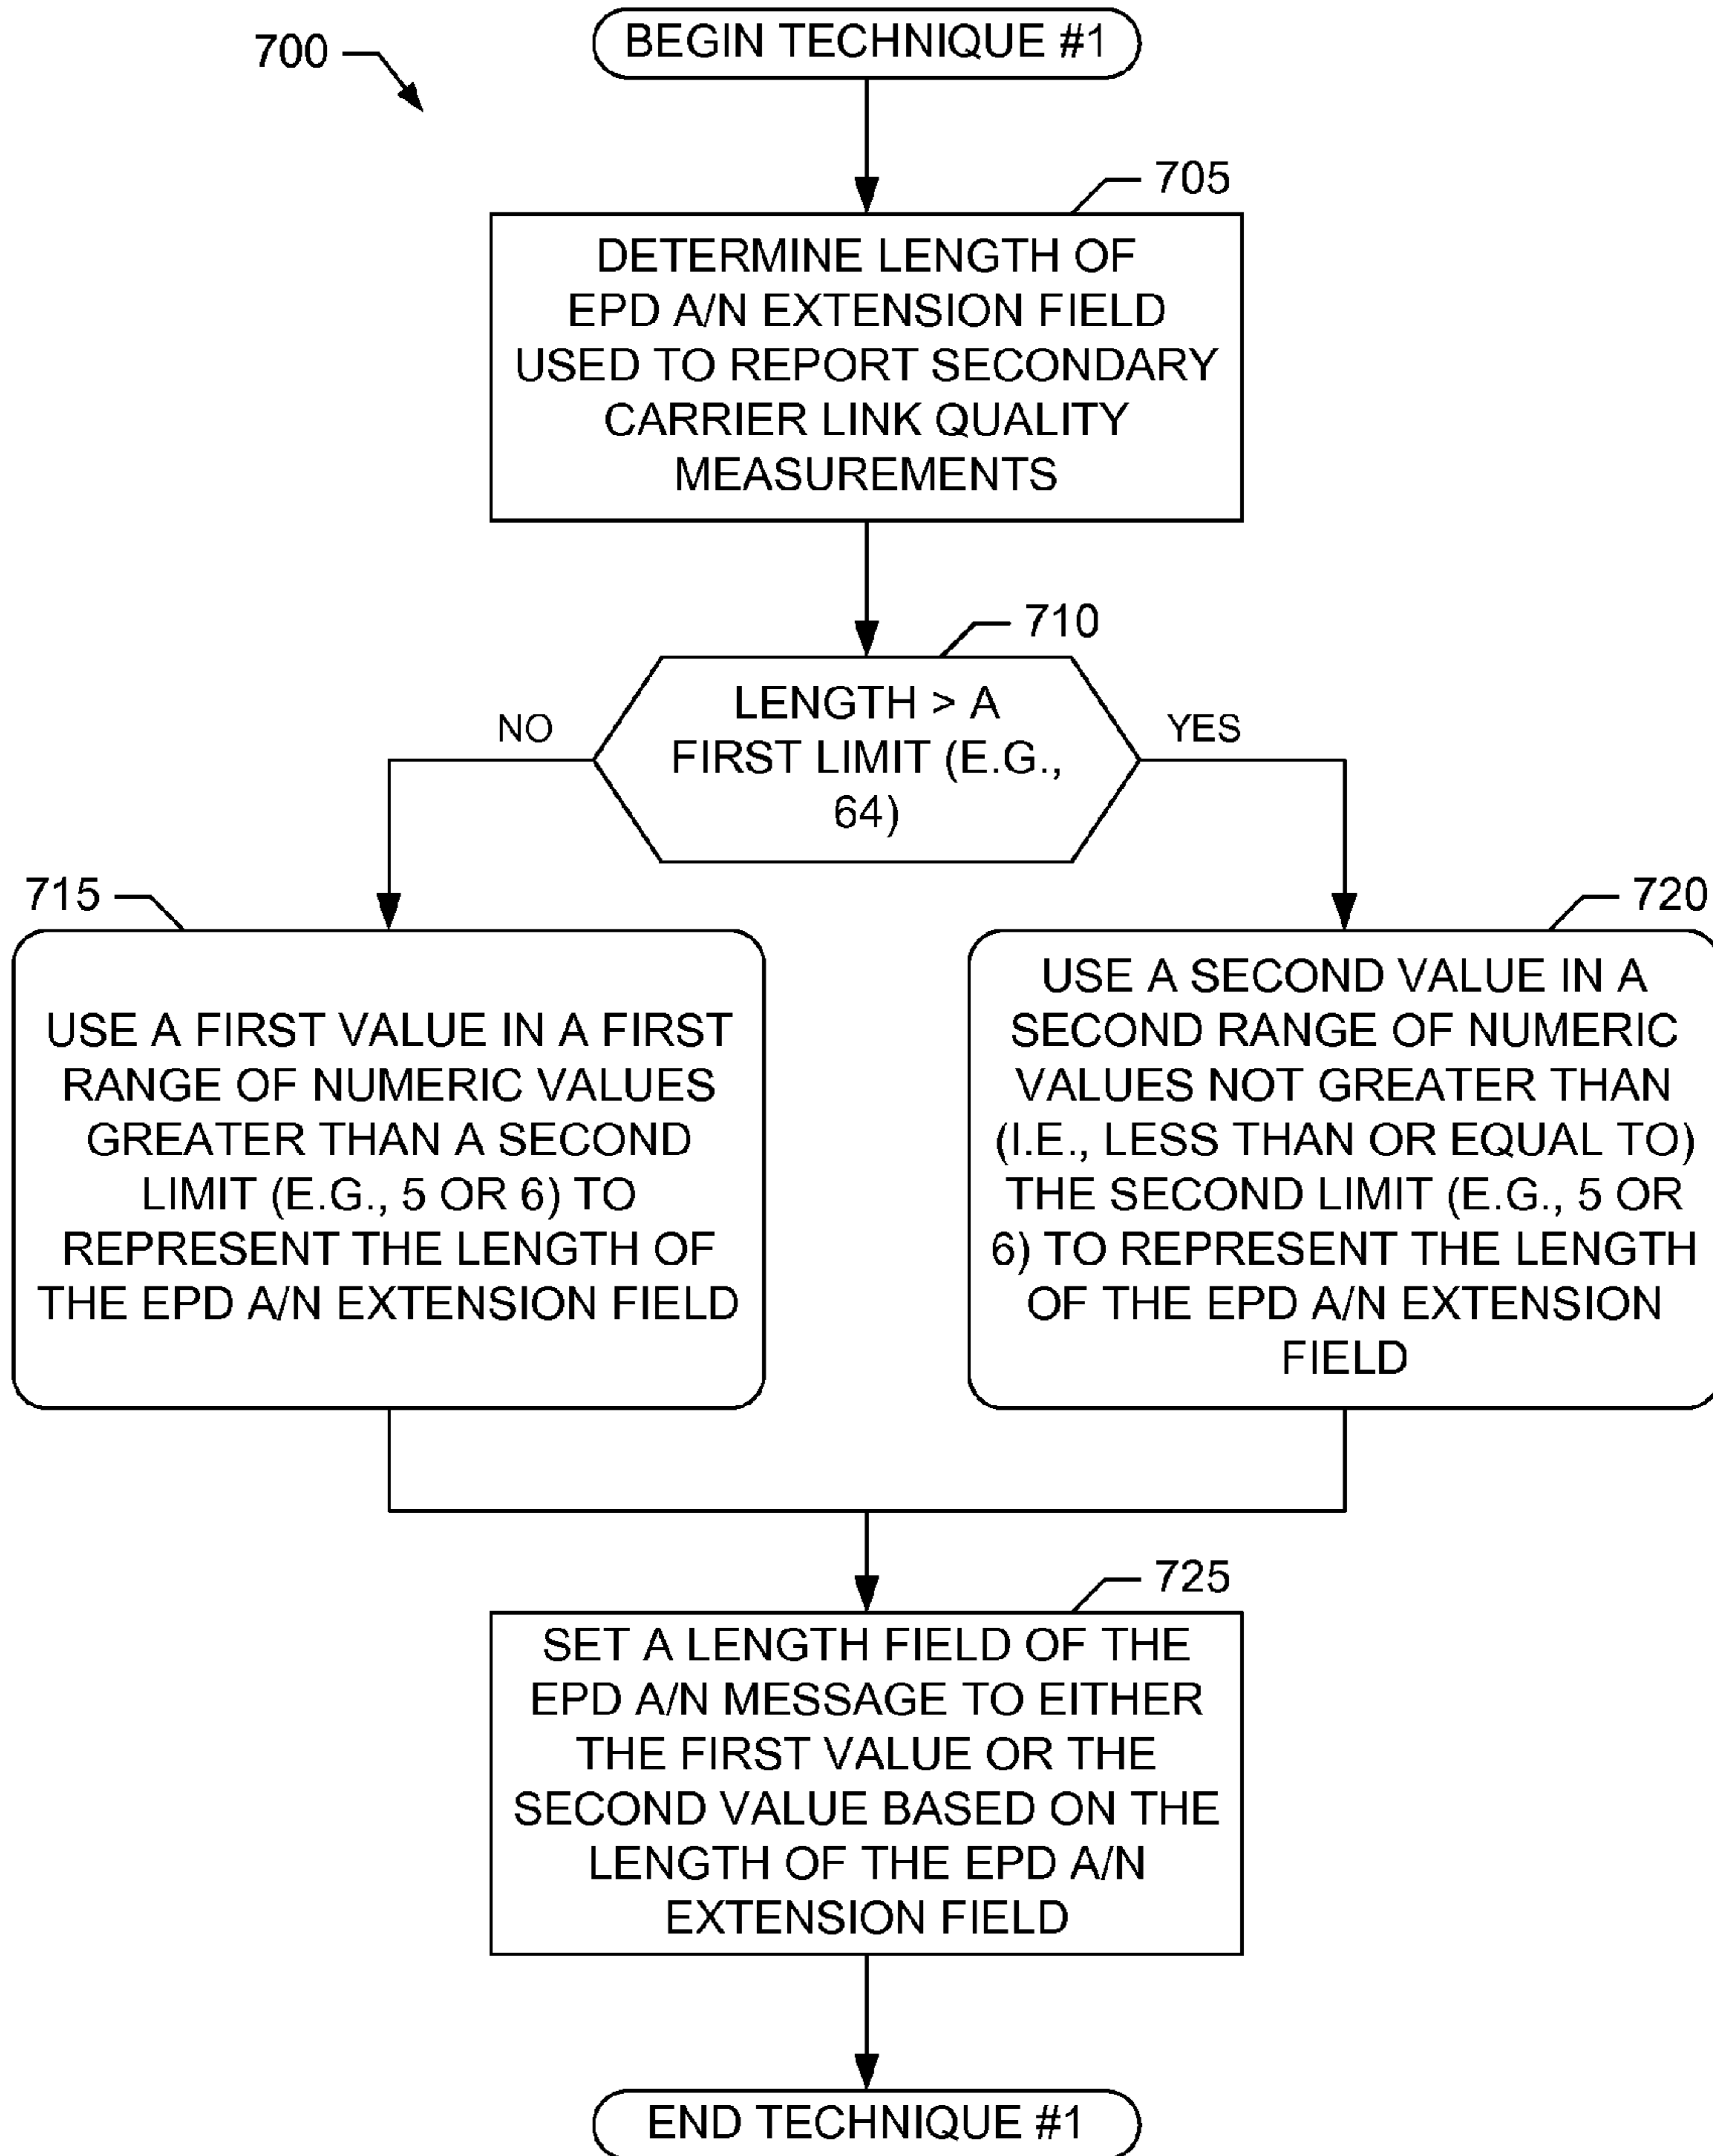 700
BEGIN TECHNIQUE #1
705
DETERMINE LENGTH OF
EPD A/N EXTENSION FIELD
USED TO REPORT SECONDARY
CARRIER LINK QUALITY
MEASUREMENTS
710
LENGTH > A
FIRST LIMIT (E.G.,
64)
NO
YES
715
USE A FIRST VALUE IN A FIRST
RANGE OF NUMERIC VALUES
GREATER THAN A SECOND
LIMIT (E.G., 5 OR 6) TO
REPRESENT THE LENGTH OF
THE EPD A/N EXTENSION FIELD
720
USE A SECOND VALUE IN A
SECOND RANGE OF NUMERIC
VALUES NOT GREATER THAN
(I.E., LESS THAN OR EQUAL TO)
THE SECOND LIMIT (E.G., 5 OR
6) TO REPRESENT THE LENGTH
OF THE EPD A/N EXTENSION
FIELD
725
SET A LENGTH FIELD OF THE
EPD A/N MESSAGE TO EITHER
THE FIRST VALUE OR THE
SECOND VALUE BASED ON THE
LENGTH OF THE EPD A/N
EXTENSION FIELD
END TECHNIQUE #1